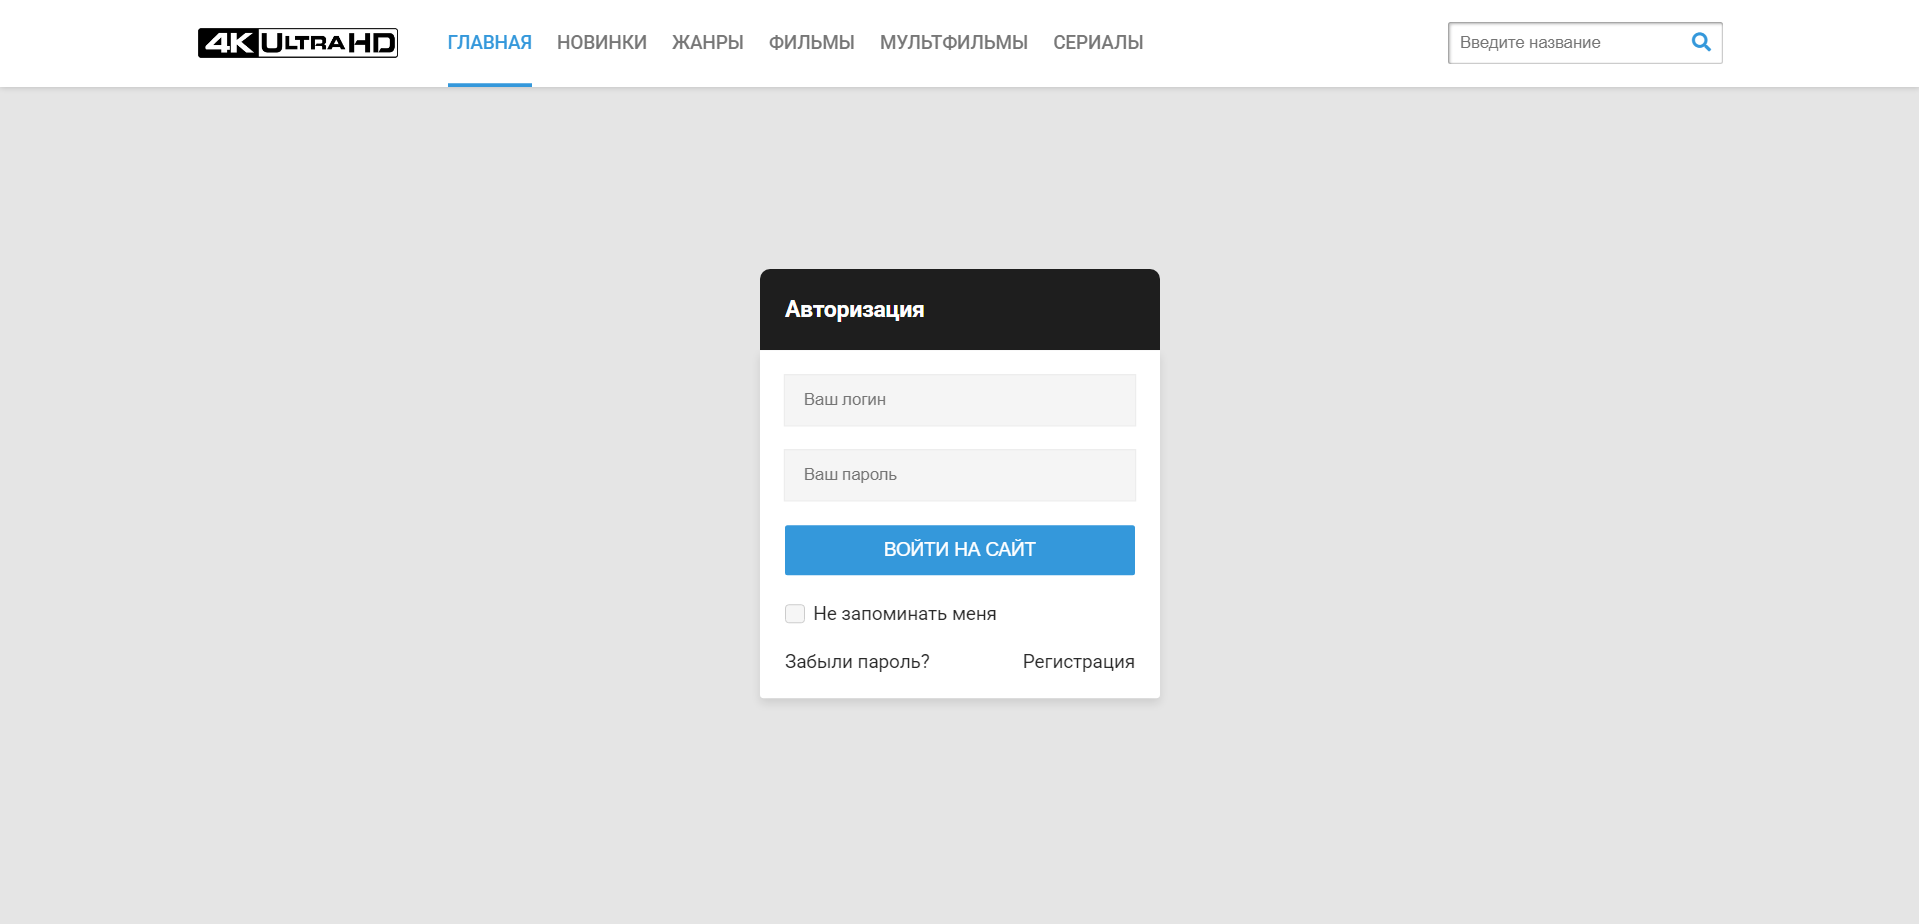 4K ULTRA HD
ГЛАВНАЯ НОВИНКИ ЖАНРЫ ФИЛЬМЫ МУЛЬТФИЛЬМЫ СЕРИАЛЫ
Введите название
Авторизация
Ваш логин
Ваш пароль
ВОЙТИ НА САЙТ
Не запоминать меня
Забыли пароль? Регистрация